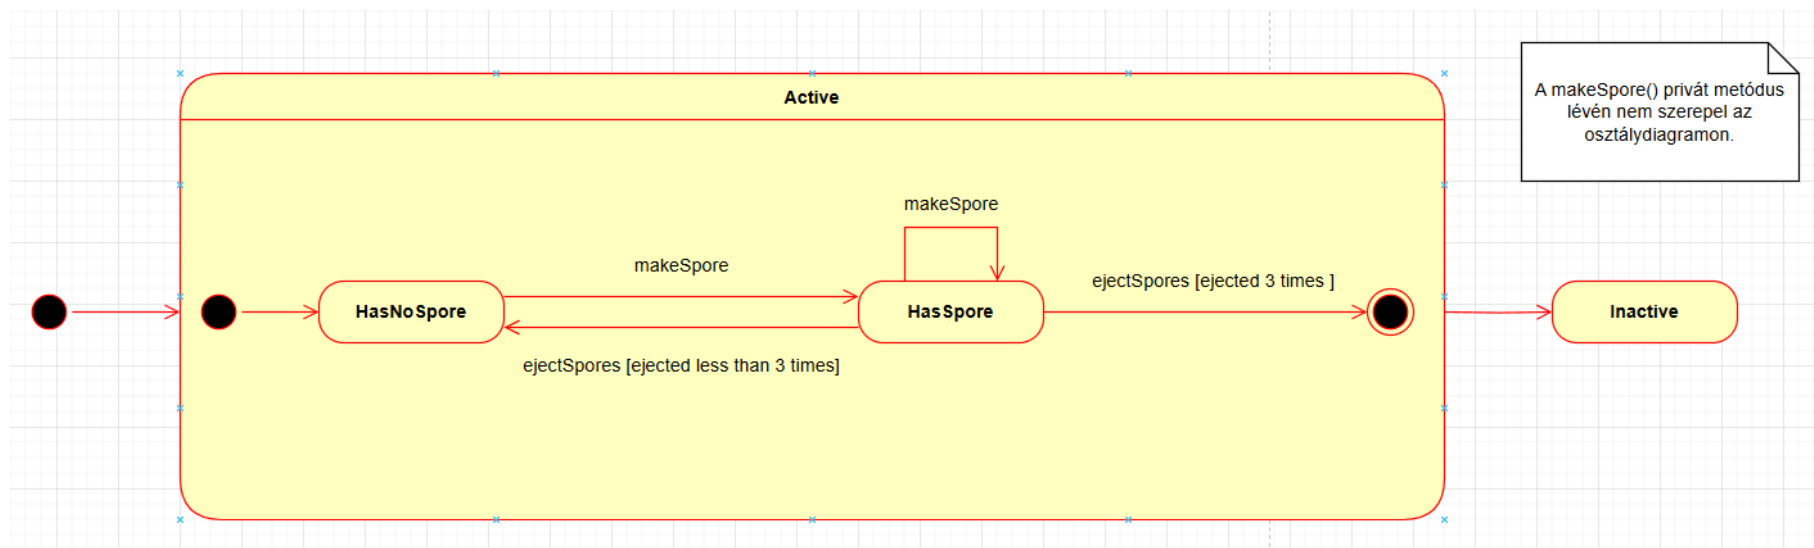 Active
A makeSpore() privát metódus
lévén nem szerepel az
osztálydiagramon.
makeSpore
makeSpore
ejectSpores [ejected 3 times ]
HasNoSpore
HasSpore
Inactive
ejectSpores [ejected less than 3 times]